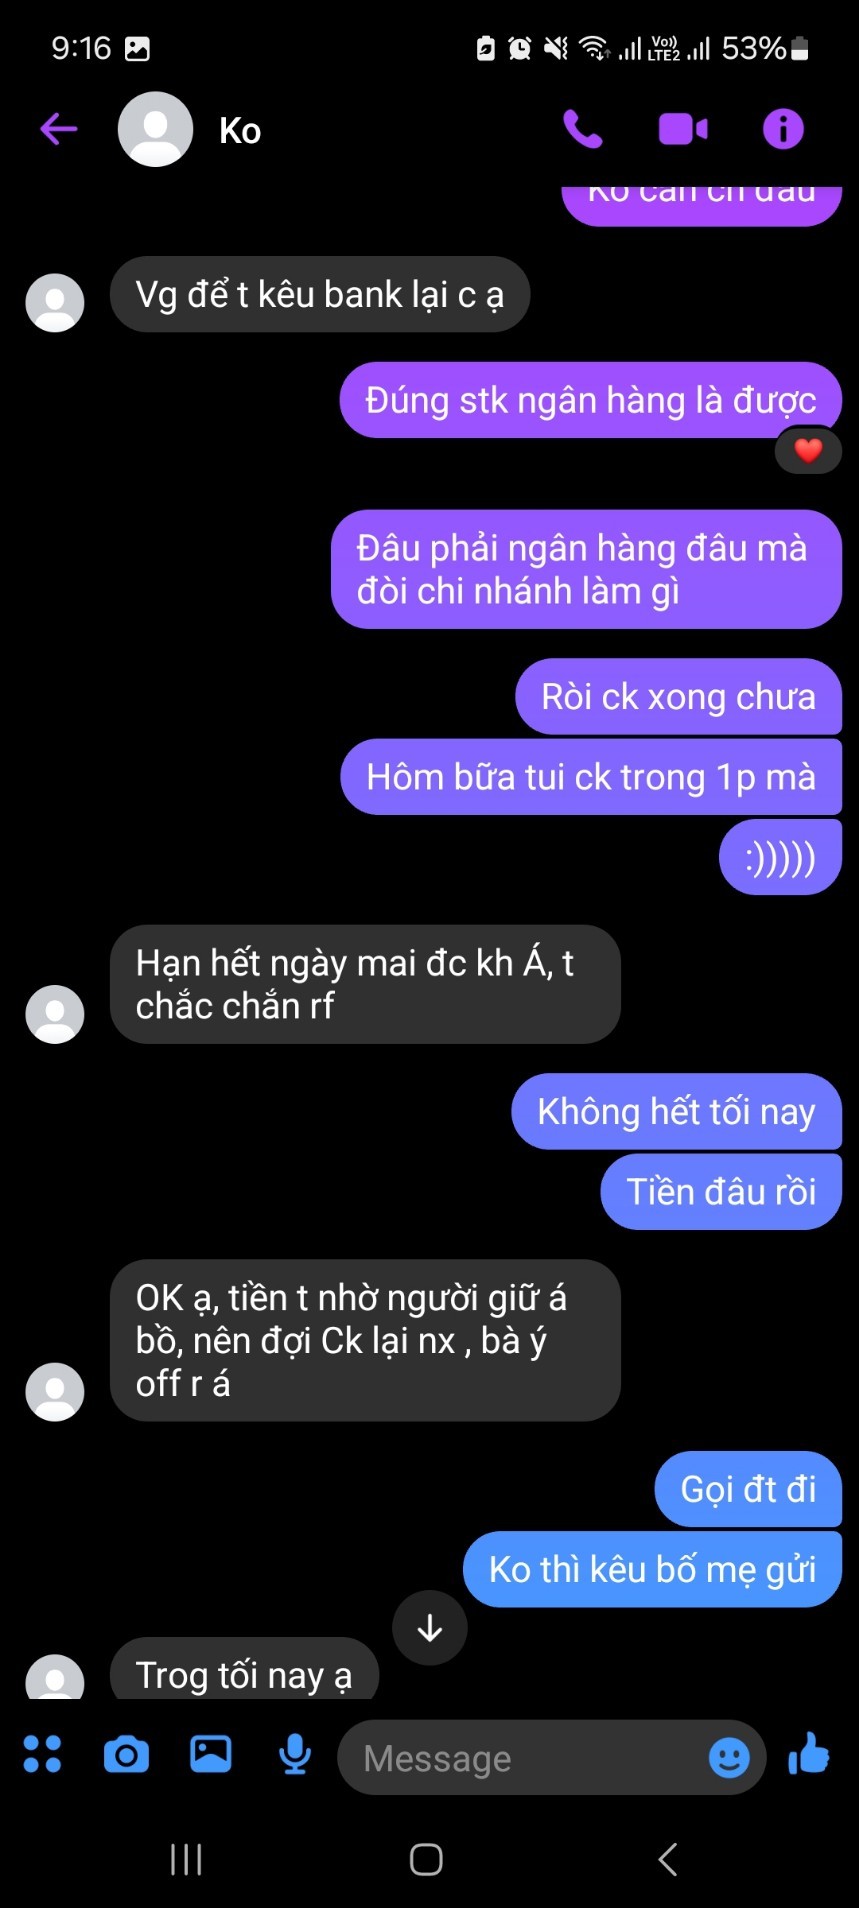 9:16
Vo))
LTE2
53%
Ko
Ko cần ch đâu
Vg để t kêu bank lại c ạ
Đúng stk ngân hàng là được
Đâu phải ngân hàng đâu mà
đòi chi nhánh làm gì
Ròi ck xong chưa
Hôm bữa tui ck trong 1p mà
:)))))
Hạn hết ngày mai đc kh Á, t
chắc chắn rf
Không hết tối nay
Tiền đâu rồi
OK ạ, tiền t nhờ người giữ á
bồ, nên đợi Ck lại nx , bà ý
off r á
Gọi đt đi
Ko thì kêu bố mẹ gửi
Trog tối nay ạ
Message